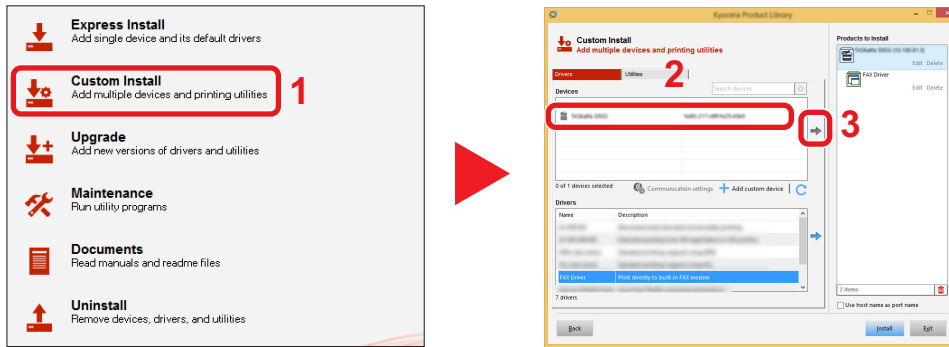 Express Install
Add single device and its default drivers
Custom Install
Add multiple devices and printing utilities
1
Upgrade
Add new versions of drivers and utilities
Maintenance
Run utility programs
Documents
Read manuals and readme files
Uninstall
Remove devices, drivers, and utilities
Kyocera Product Library
Custom Install
Add multiple devices and printing utilities
Drivers Utilities
2
Devices Search devices
3
0 of 1 devices selected Communication settings Add custom device
Drivers
Name Description
FAX Driver Print directly to built-in FAX modem
7 drivers
Back
Products to Install
Edit Delete
FAX Driver
Edit Delete
2 items
Use host name as port name
Install Exit